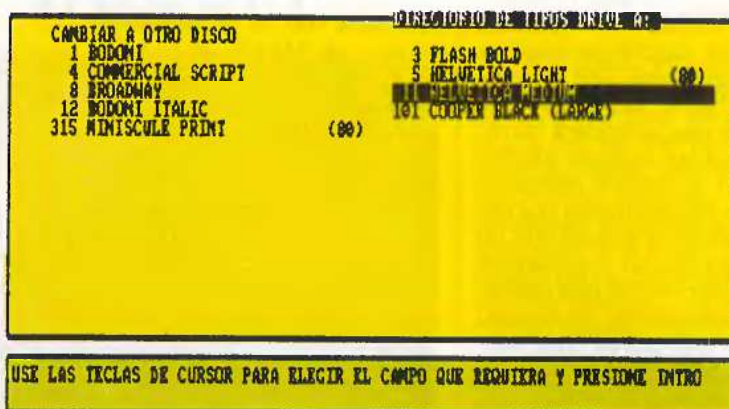 DIRECTORIO DE TIPOS DRIVE A:
CAMBIAR A OTRO DISCO
1 BODONI
4 COMMERCIAL SCRIPT
8 BROADWAY
12 BODONI ITALIC
315 MINISCULE PRINT (80)
3 FLASH BOLD
5 HELVETICA LIGHT (80)
11 HELVETICA MEDIUM
101 COOPER BLACK (LARGE)
USE LAS TECLAS DE CURSOR PARA ELEGIR EL CAMPO QUE REQUIERA Y PRESIONE INTRO